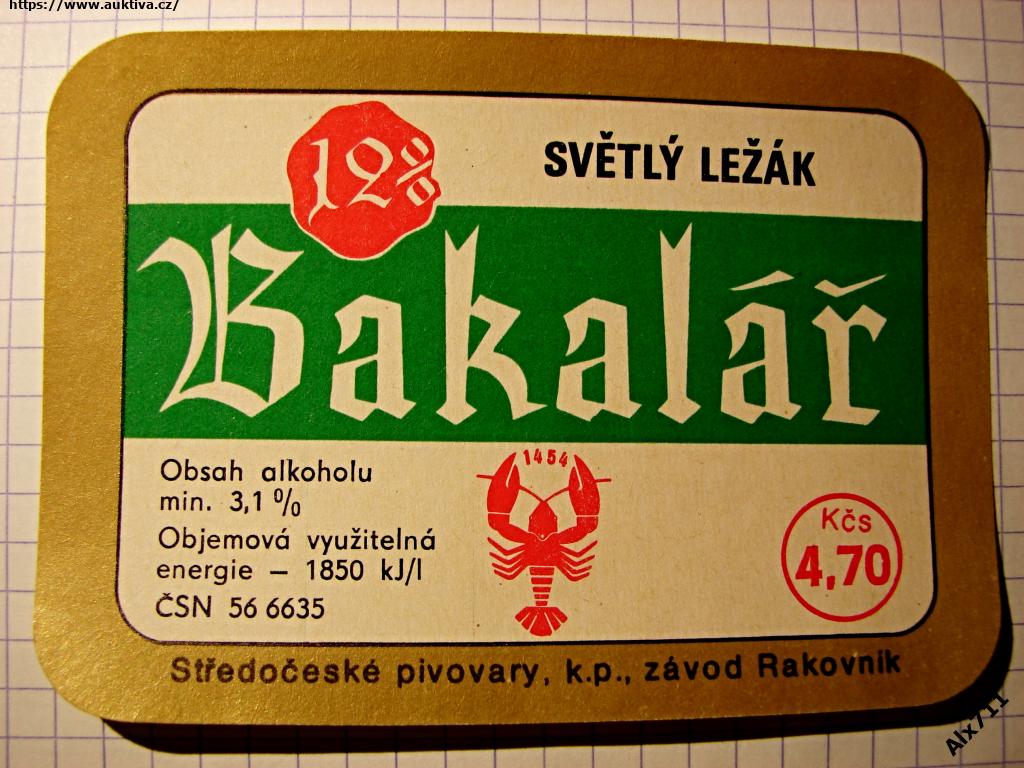 https://www.auktiva.cz/
12%
SVĚTLÝ LEŽÁK
Bakalář
Obsah alkoholu
min. 3,1 %
Objemová využitelná
energie – 1850 kJ/l
ČSN 56 6635
1454
Kčs
4,70
Středočeské pivovary, k.p., závod Rakovník
Alx711